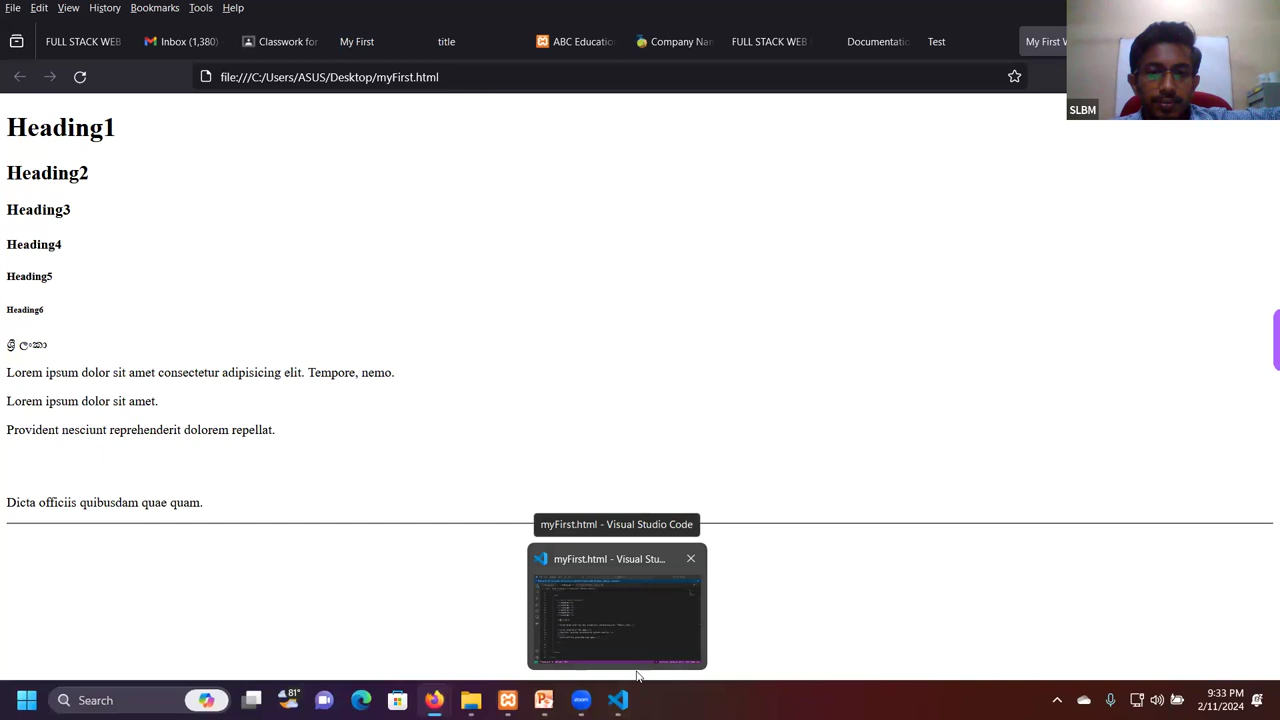 File Edit View History Bookmarks Tools Help
FULL STACK WEB Inbox (1,380) Classwork for My First title ABC Educatio Company Nam FULL STACK WEB Documentatio Test My First W
file:///C:/Users/ASUS/Desktop/myFirst.html
SLBM
Heading1
Heading2
Heading3
Heading4
Heading5
Heading6
ශ්‍රී ලංකා
Lorem ipsum dolor sit amet consectetur adipisicing elit. Tempore, nemo.
Lorem ipsum dolor sit amet.
Provident nesciunt reprehenderit dolorem repellat.
Dicta officiis quibusdam quae quam.
myFirst.html - Visual Studio Code
myFirst.html - Visual Stu...
Search 81° zoom 9:33 PM
2/11/2024